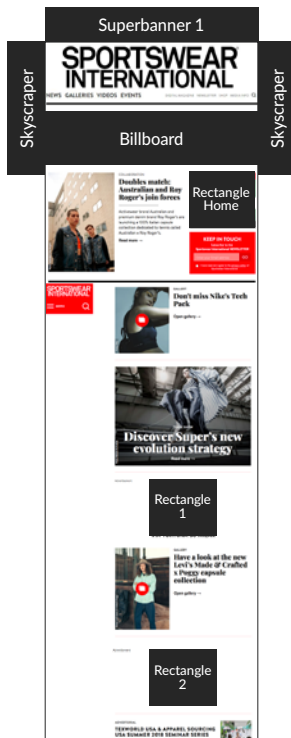 Superbanner 1
Skyscraper
Skyscraper
SPORTSWEAR
INTERNATIONAL
NEWS GALLERIES VIDEOS EVENTS
Billboard
Doubles match:
Australian and Roy
Roger's join forces
Read more
Rectangle
Home
KEEP IN TOUCH
SPORTSWEAR
INTERNATIONAL
Don't miss Nike's Tech
Pack
Open gallery
Discover Super's new
evolution strategy
Read more
Rectangle
1
Have a look at the new
Levi's Made & Crafted
x Poggy capsule
collection
Open gallery
Rectangle
2
TEXWORLD USA & APPAREL SOURCING
USA SUMMER 2018 SEMINAR SERIES